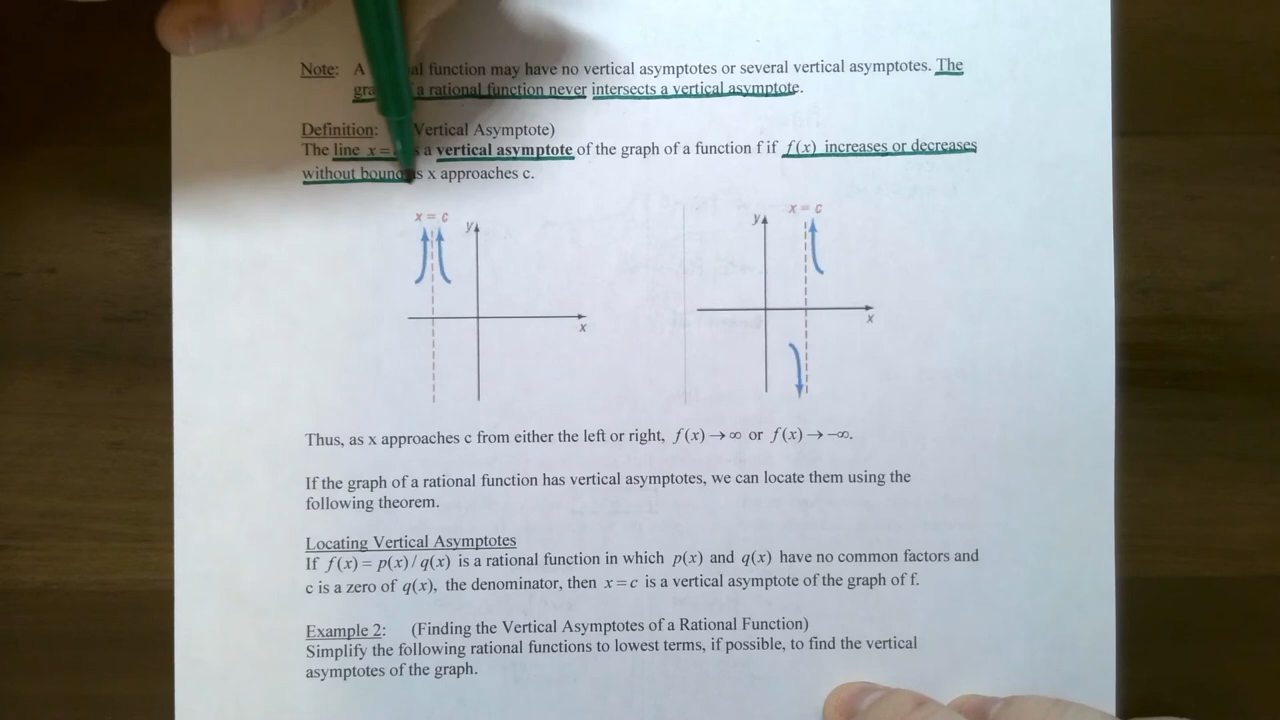 Note: A al function may have no vertical asymptotes or several vertical asymptotes. The
gra a rational function never intersects a vertical asymptote.
Definition: Vertical Asymptote)
The line x= s a vertical asymptote of the graph of a function f if f(x) increases or decreases
without bound s x approaches c.
x = c
y
x
x = c
y
x
Thus, as x approaches c from either the left or right, f(x)→∞ or f(x)→−∞.
If the graph of a rational function has vertical asymptotes, we can locate them using the
following theorem.
Locating Vertical Asymptotes
If f(x) = p(x)/q(x) is a rational function in which p(x) and q(x) have no common factors and
c is a zero of q(x), the denominator, then x=c is a vertical asymptote of the graph of f.
Example 2: (Finding the Vertical Asymptotes of a Rational Function)
Simplify the following rational functions to lowest terms, if possible, to find the vertical
asymptotes of the graph.